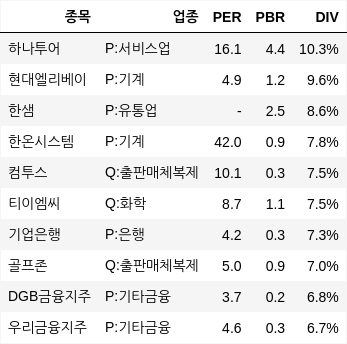 종목 업종 PER PBR DIV
하나투어 P:서비스업 16.1 4.4 10.3%
현대엘리베이 P:기계 4.9 1.2 9.6%
한샘 P:유통업 - 2.5 8.6%
한온시스템 P:기계 42.0 0.9 7.8%
컴투스 Q:출판매체복제 10.1 0.3 7.5%
티이엠씨 Q:화학 8.7 1.1 7.5%
기업은행 P:은행 4.2 0.3 7.3%
골프존 Q:출판매체복제 5.0 0.9 7.0%
DGB금융지주 P:기타금융 3.7 0.2 6.8%
우리금융지주 P:기타금융 4.6 0.3 6.7%